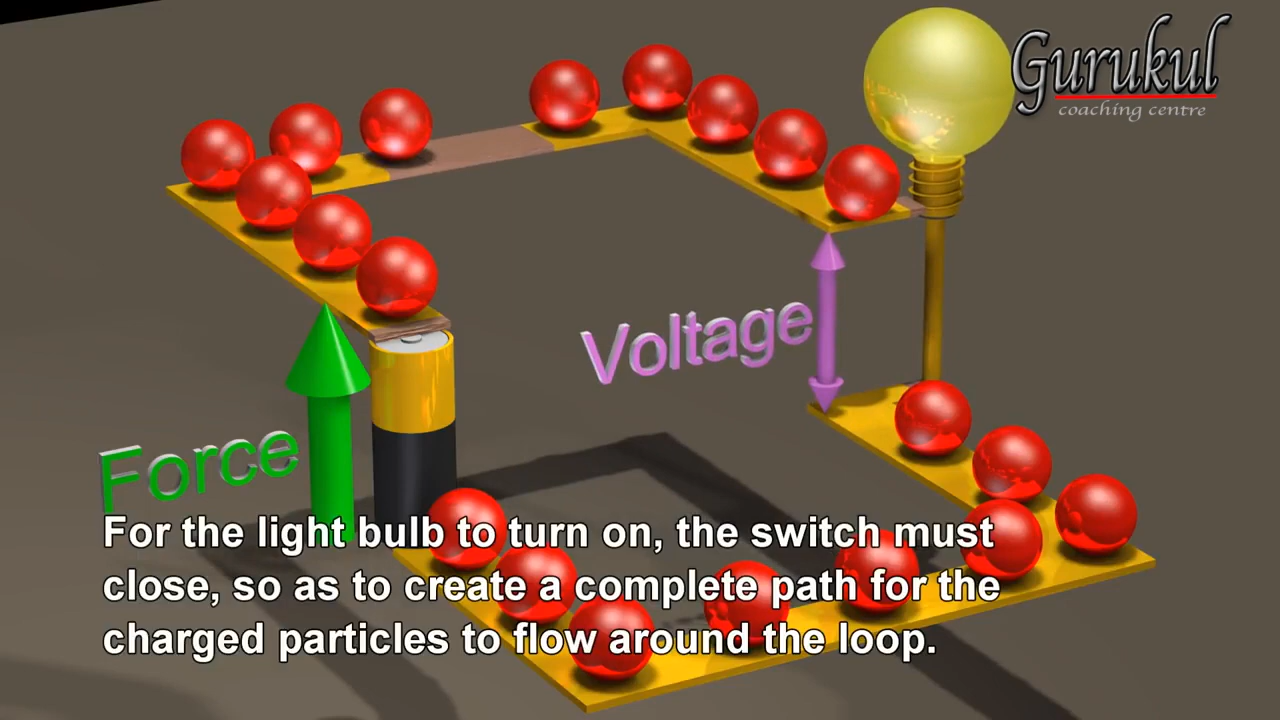 Gurukul
coaching centre
Voltage
Force
For the light bulb to turn on, the switch must
close, so as to create a complete path for the
charged particles to flow around the loop.